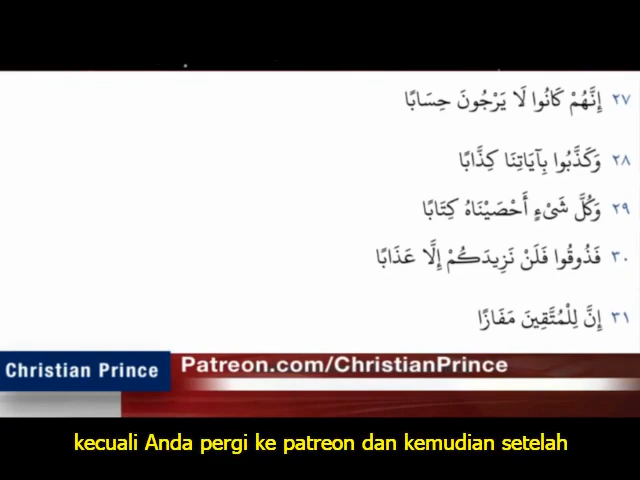 ٢٧ إِنَّهُمْ كَانُوا لَا يَرْجُونَ حِسَابًا
٢٨ وَكَذَّبُوا بِآيَاتِنَا كِذَّابًا
٢٩ وَكُلَّ شَيْءٍ أَحْصَيْنَاهُ كِتَابًا
٣٠ فَذُوقُوا فَلَنْ نَزِيدَكُمْ إِلَّا عَذَابًا
٣١ إِنَّ لِلْمُتَّقِينَ مَفَازًا
Christian Prince
Patreon.com/ChristianPrince
kecuali Anda pergi ke patreon dan kemudian setelah